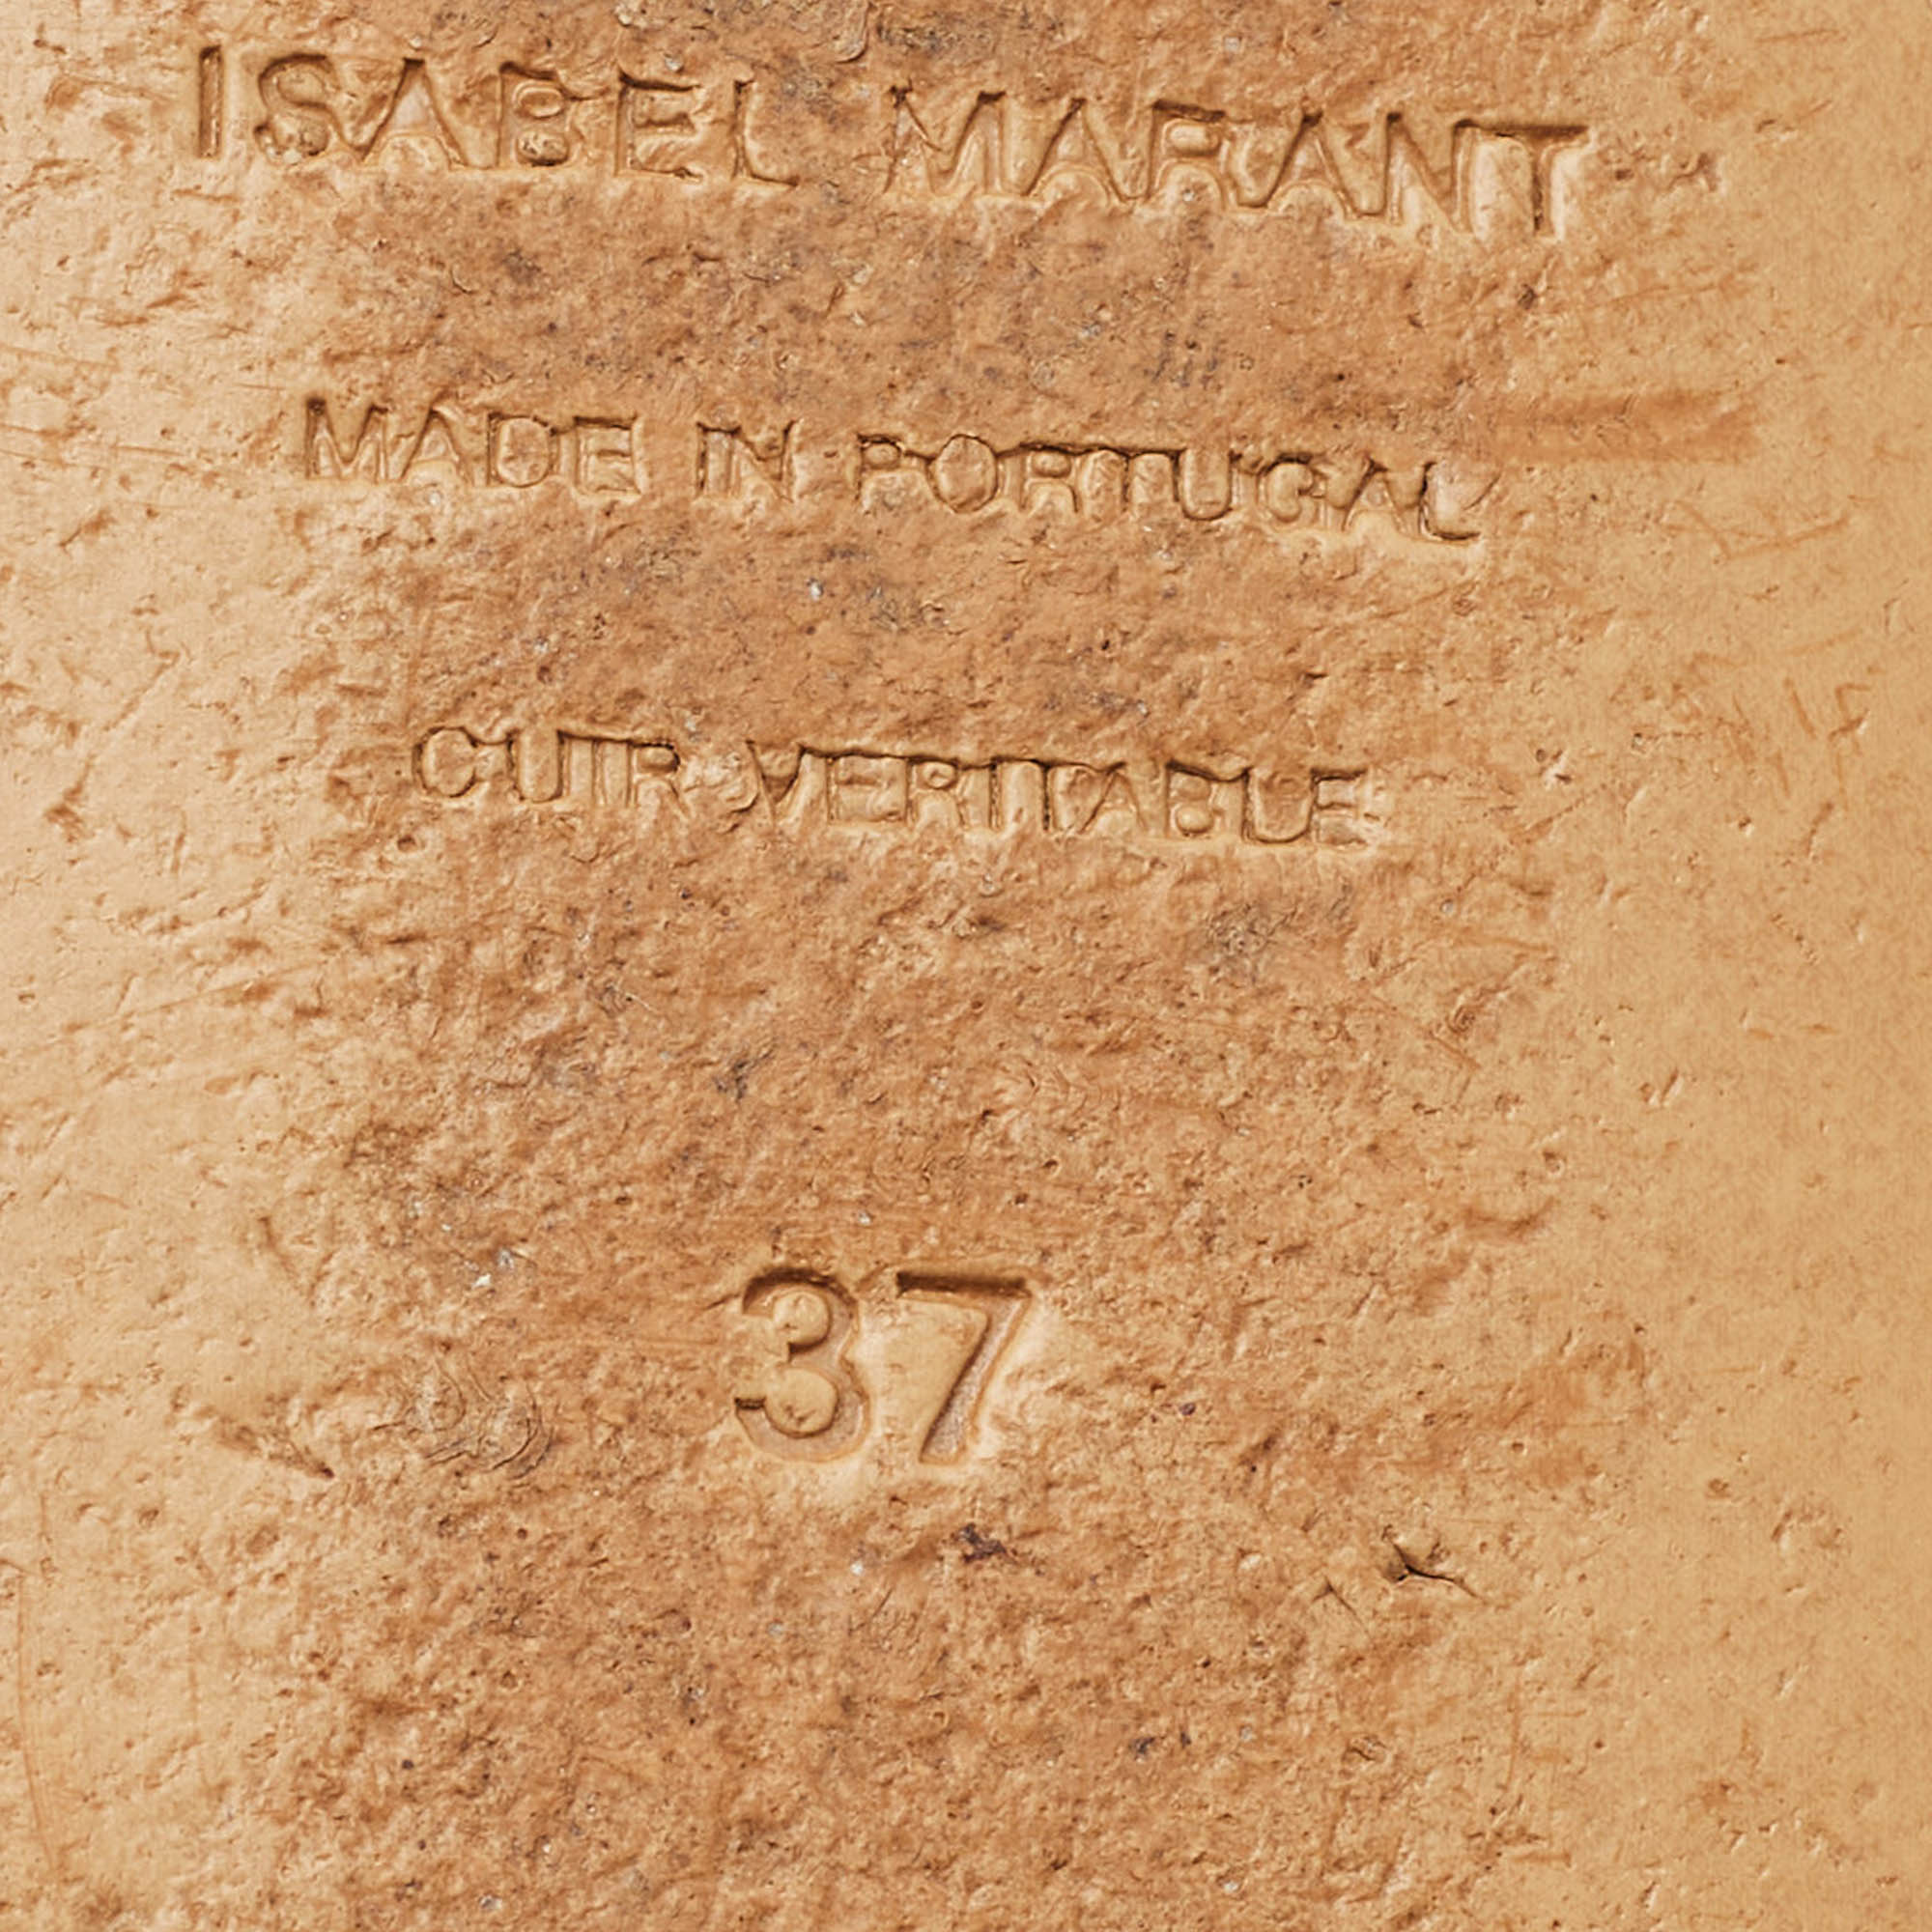 ISABEL MARANT
MADE IN PORTUGAL
CUIR VERITABLE
37